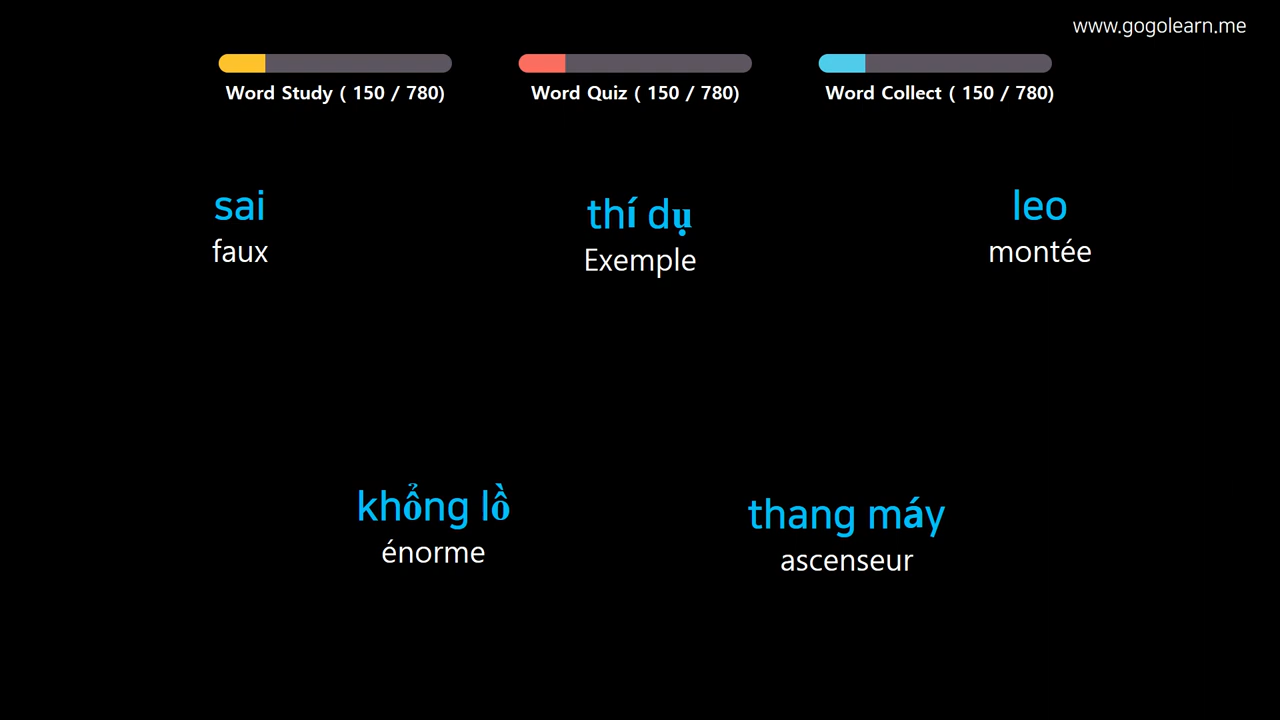 www.gogolearn.me
Word Study ( 150 / 780)
Word Quiz ( 150 / 780)
Word Collect ( 150 / 780)
sai
faux
thí dụ
Exemple
leo
montée
khổng lồ
énorme
thang máy
ascenseur